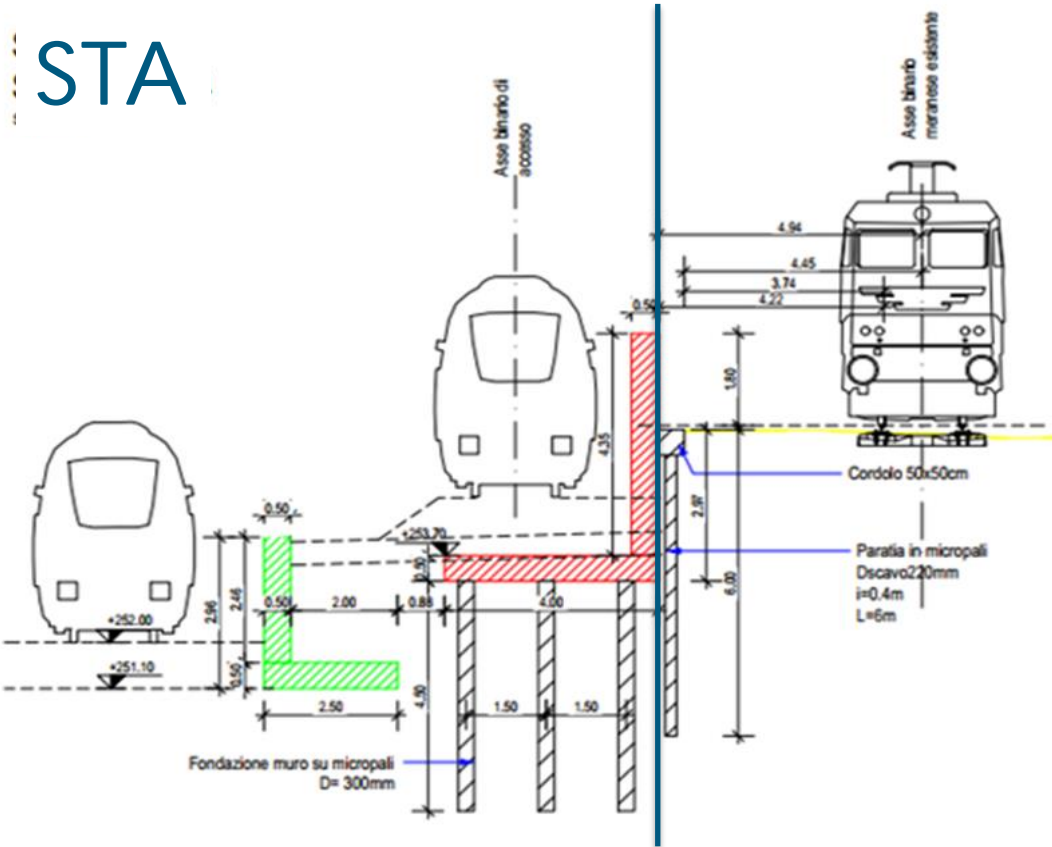 STA
Asse binario di
accesso
Asse binario
meranese esistente
4.94
4.45
3.74
4.22
0.50
1.80
4.35
2.97
6.00
Cordolo 50x50cm
Paratia in micropali
Dscavo220mm
i=0.4m
L=6m
0.50
+253.70
0.50
2.96
2.46
0.50
2.00
0.88
4.00
+252.00
+251.10
0.50
2.50
4.50
1.50
1.50
Fondazione muro su micropali
D= 300mm